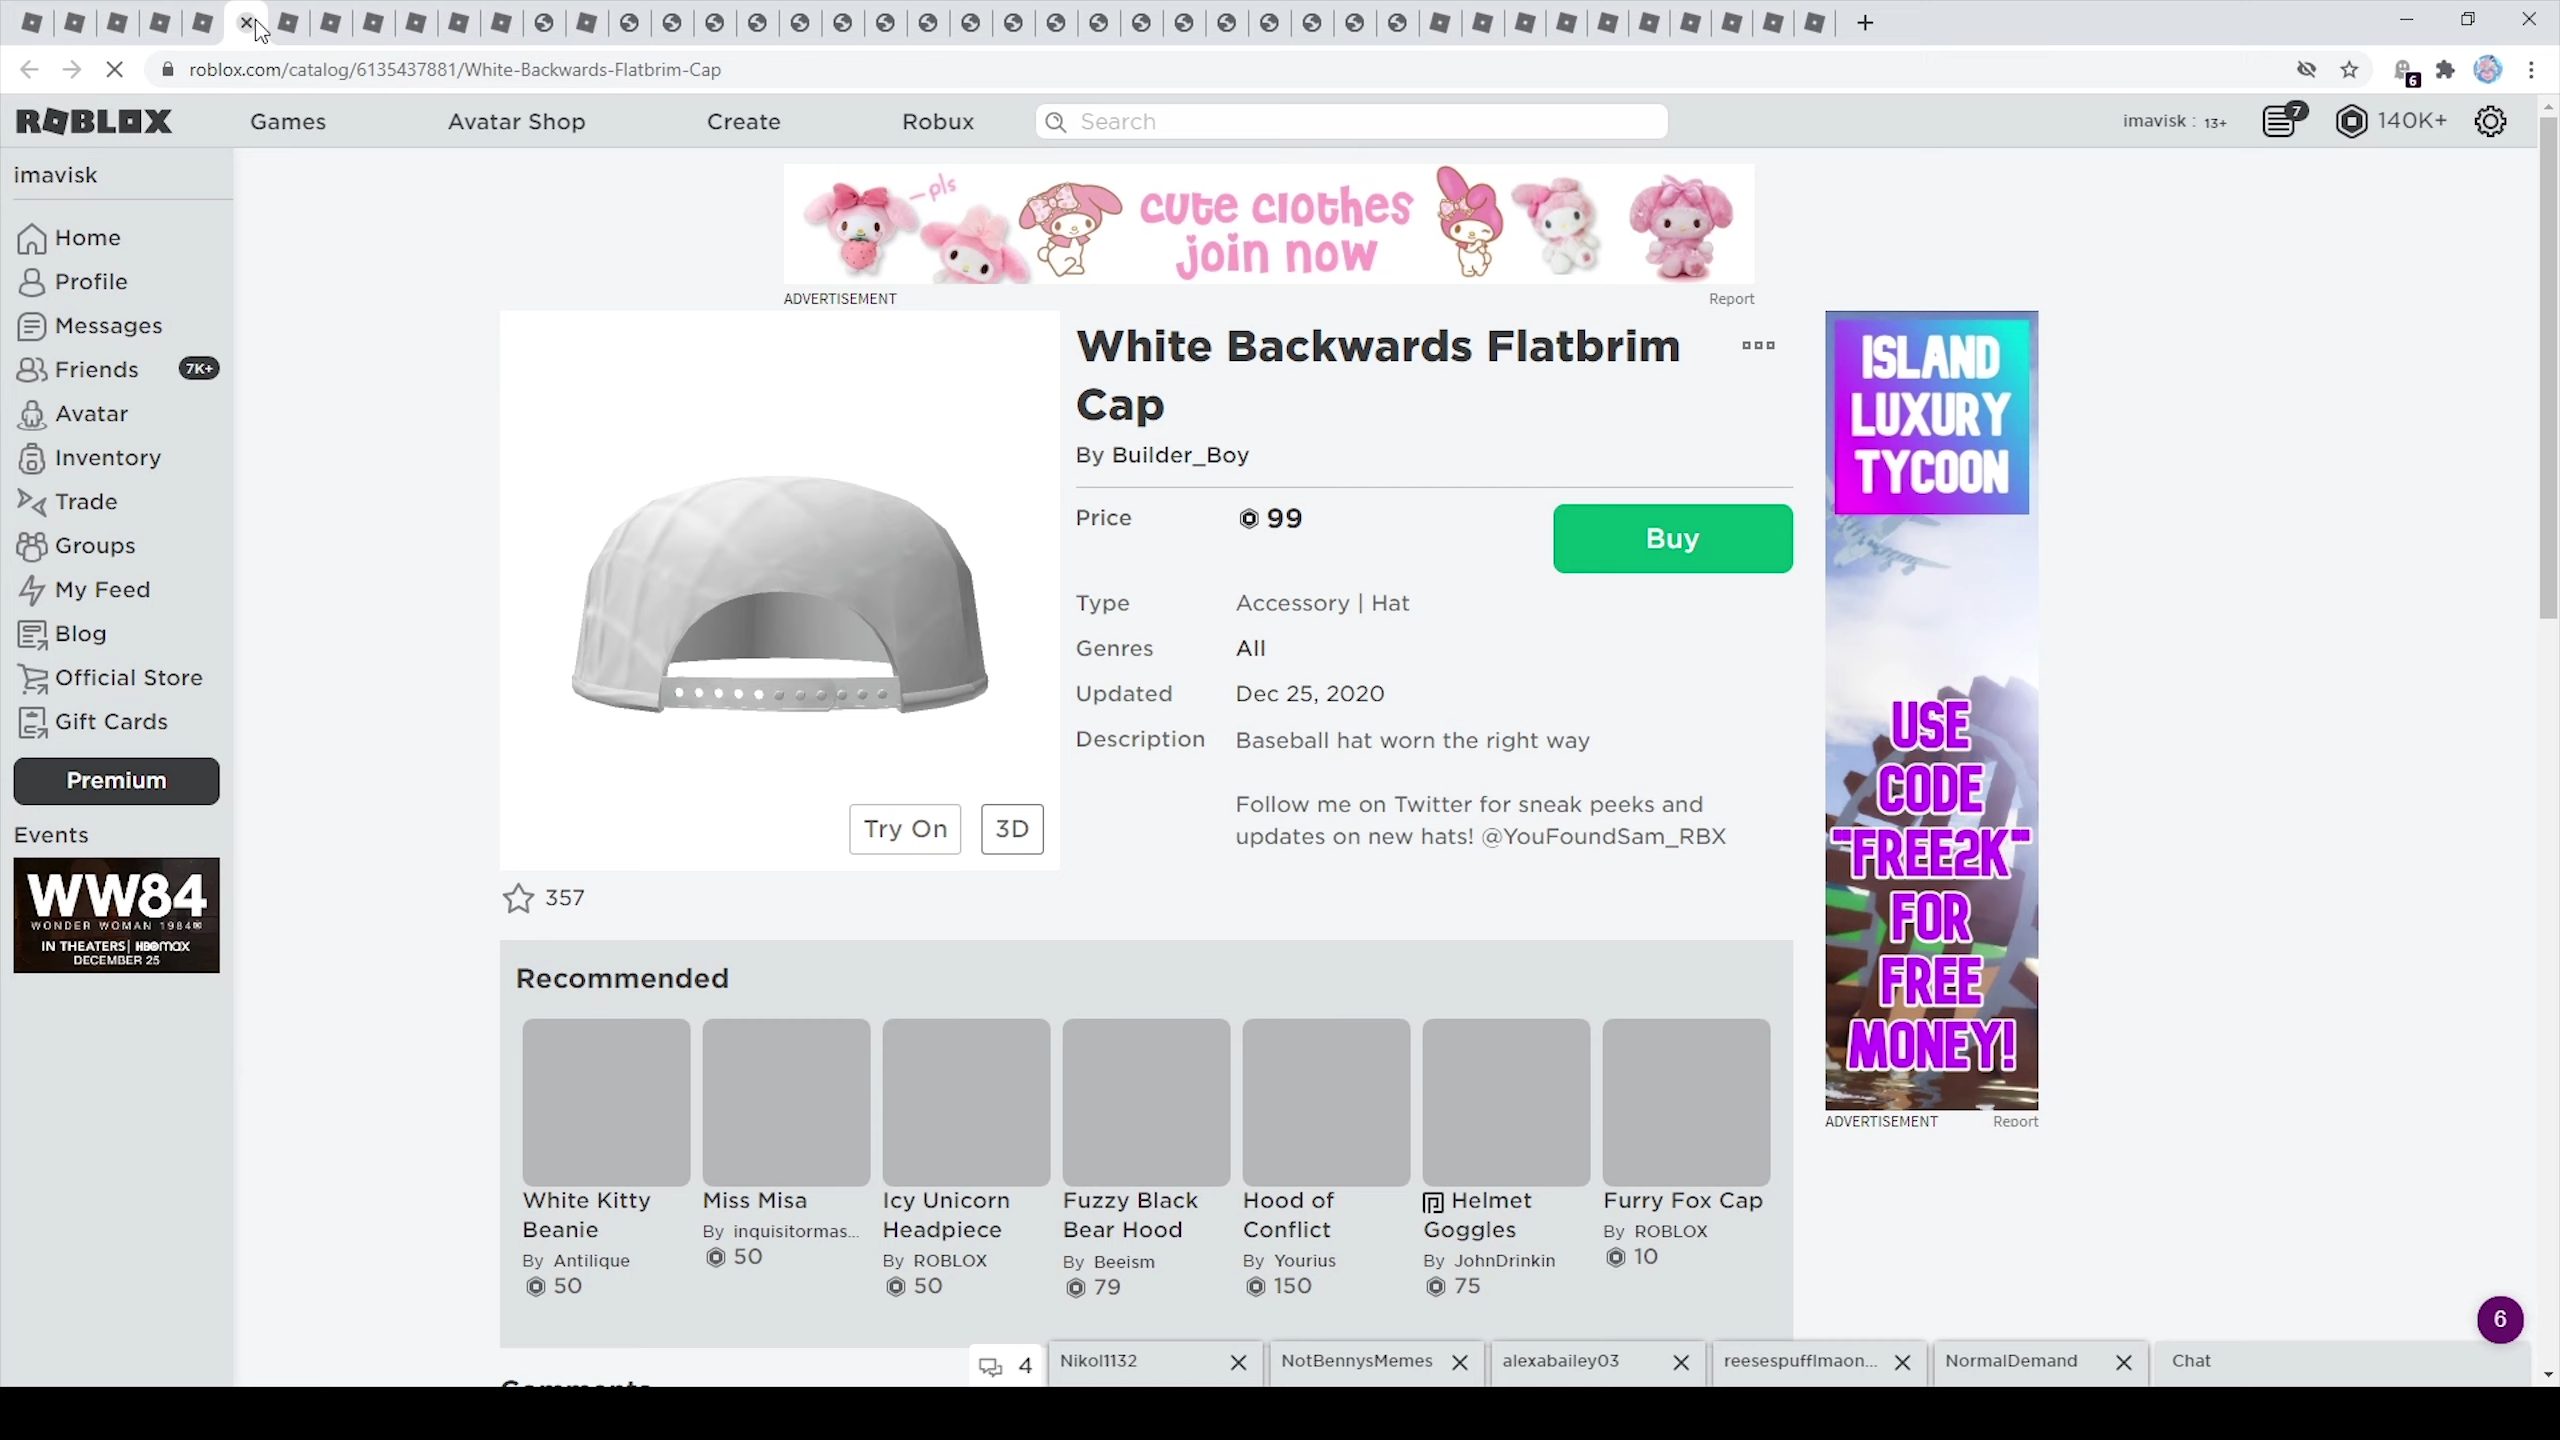 roblox.com/catalog/6135437881/White-Backwards-Flatbrim-Cap
6
ROBLOX
Games
Avatar Shop
Create
Robux
Search
imavisk : 13+
7
140K+
imavisk
Home
Profile
Messages
Friends
7K+
Avatar
Inventory
Trade
Groups
My Feed
Blog
Official Store
Gift Cards
Premium
Events
WW84
WONDER WOMAN 1984
IN THEATERS | HBOmax
DECEMBER 25
pls
cute clothes
join now
ADVERTISEMENT
Report
White Backwards Flatbrim
Cap
By Builder_Boy
Price
99
Buy
Type
Accessory | Hat
Genres
All
Updated
Dec 25, 2020
Description
Baseball hat worn the right way
Follow me on Twitter for sneak peeks and
updates on new hats! @YouFoundSam_RBX
Try On
3D
357
ISLAND
LUXURY
TYCOON
USE
CODE
"FREE2K"
FOR
FREE
MONEY!
ADVERTISEMENT
Report
Recommended
White Kitty
Beanie
By Antilique
50
Miss Misa
By inquisitormas...
50
Icy Unicorn
Headpiece
By ROBLOX
50
Fuzzy Black
Bear Hood
By Beeism
79
Hood of
Conflict
By Yourius
150
Helmet
Goggles
By JohnDrinkin
75
Furry Fox Cap
By ROBLOX
10
6
Comments
4
Nikol1132
NotBennysMemes
alexabailey03
reesespufflmaon...
NormalDemand
Chat